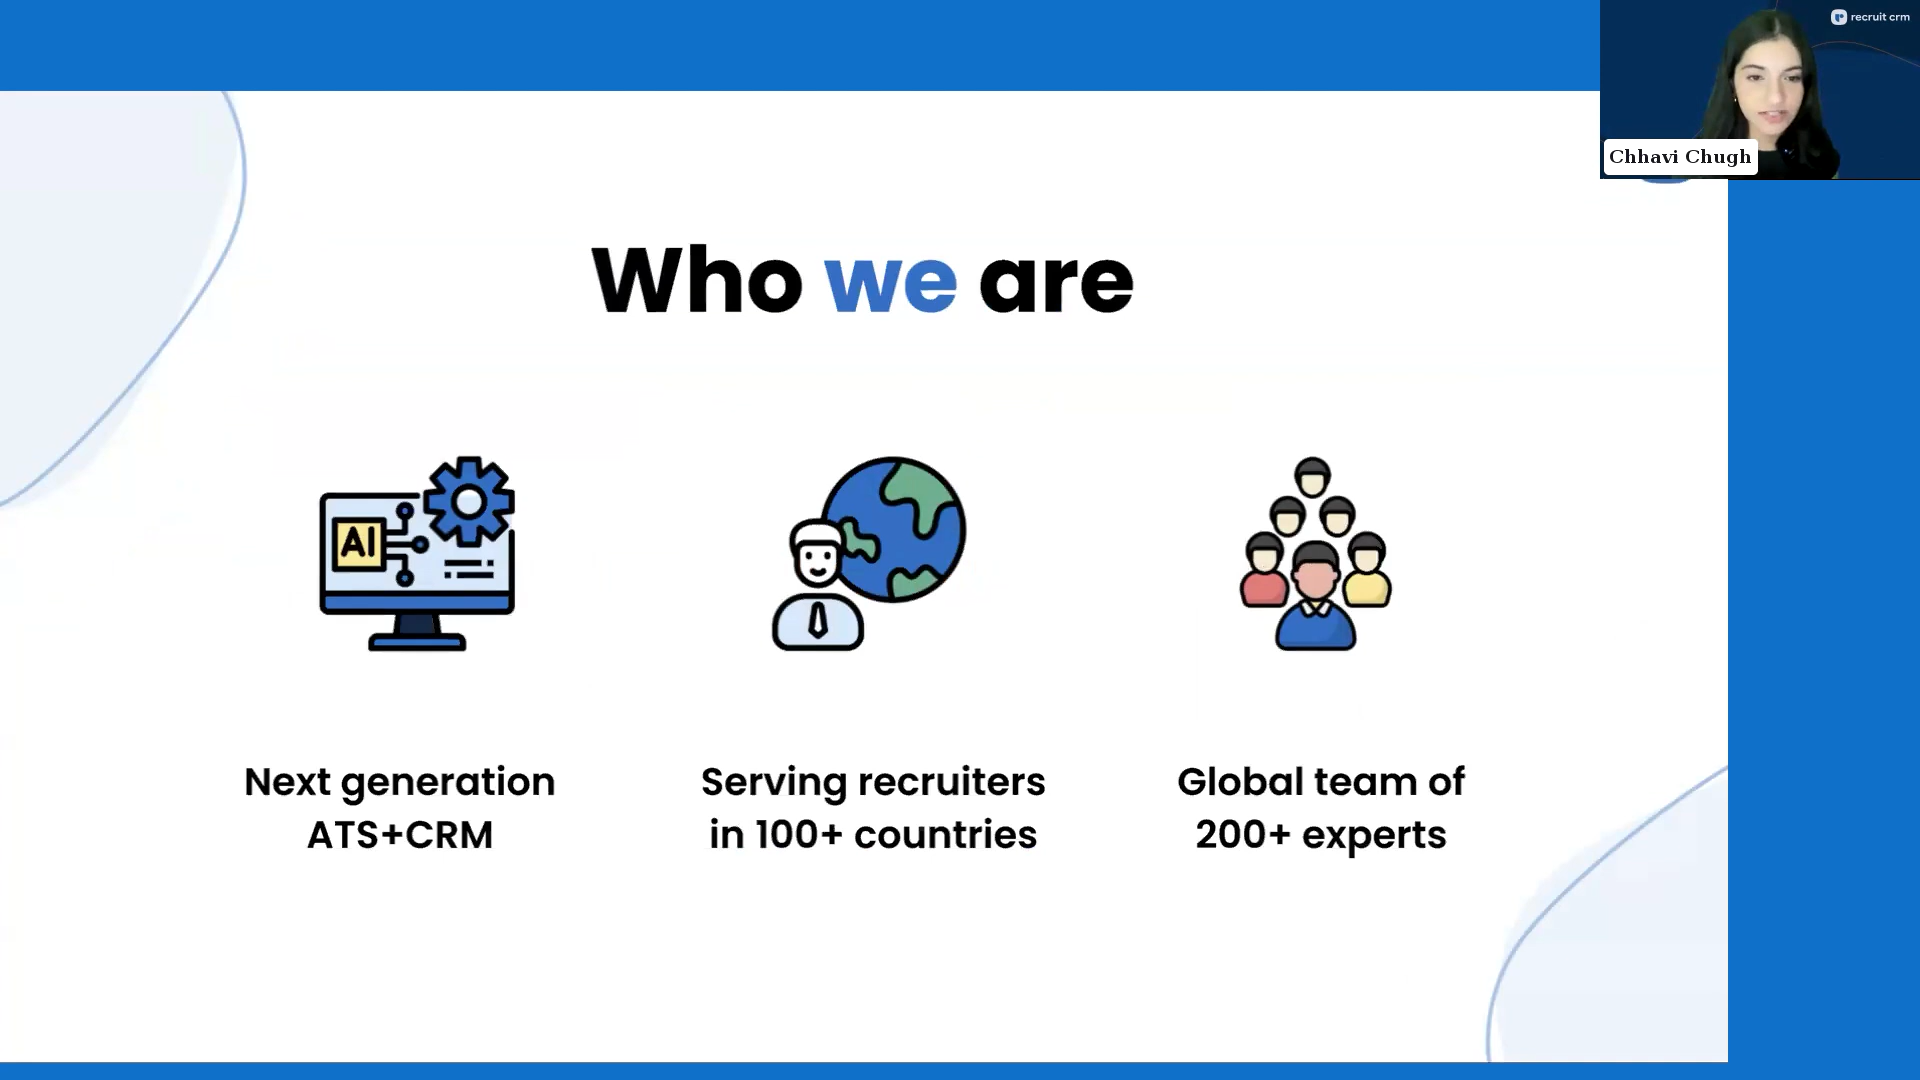 recruit crm
Chhavi Chugh
Who we are
AI
Next generation
ATS+CRM
Serving recruiters
in 100+ countries
Global team of
200+ experts